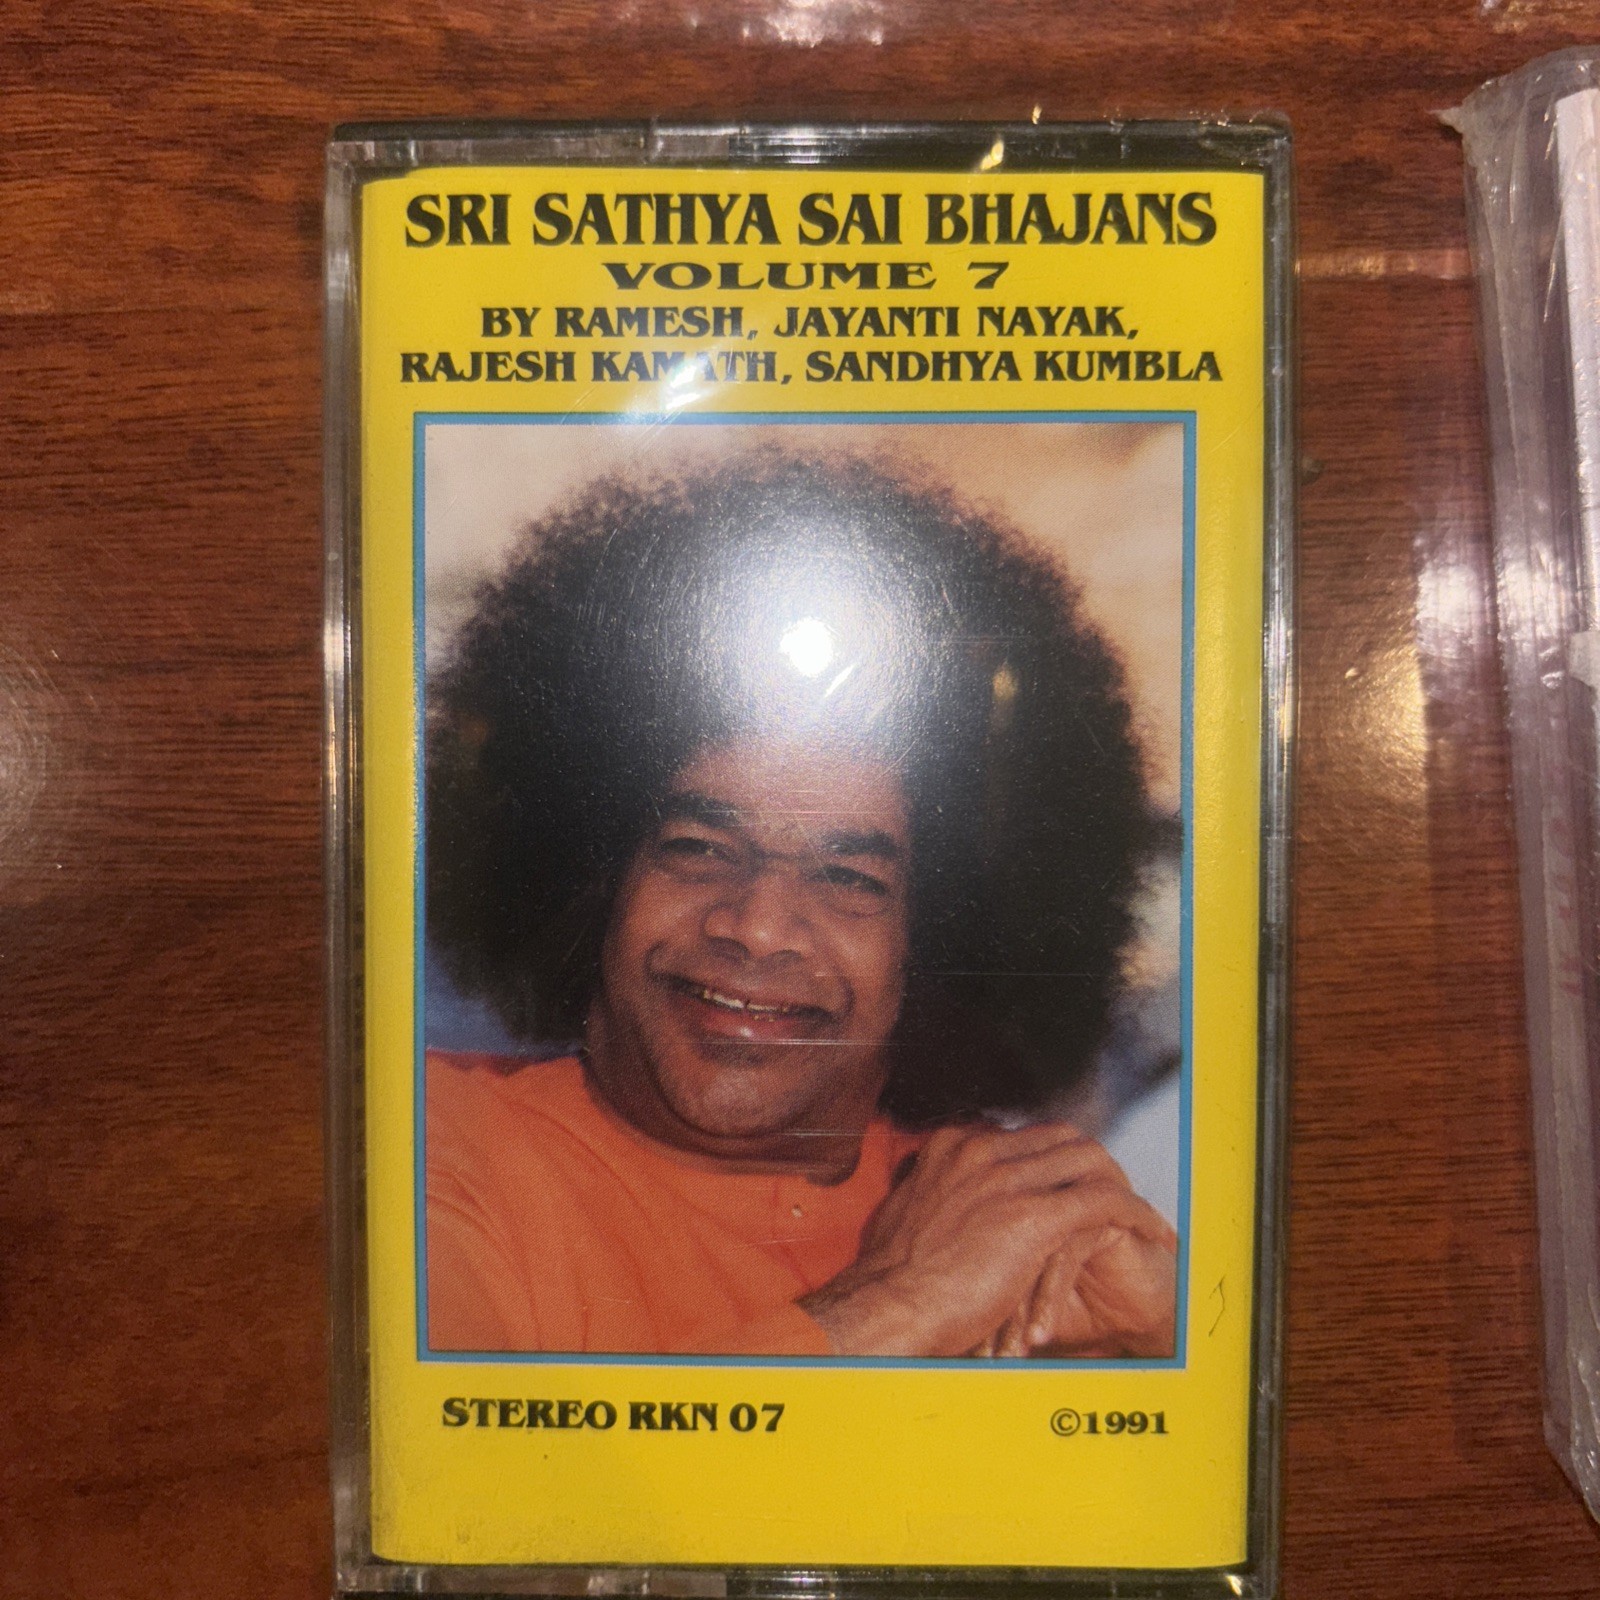 SRI SATHYA SAI BHAJANS
VOLUME 7
BY RAMESH, JAYANTI NAYAK,
RAJESH KAMATH, SANDHYA KUMBLA
STEREO RKN 07
©1991